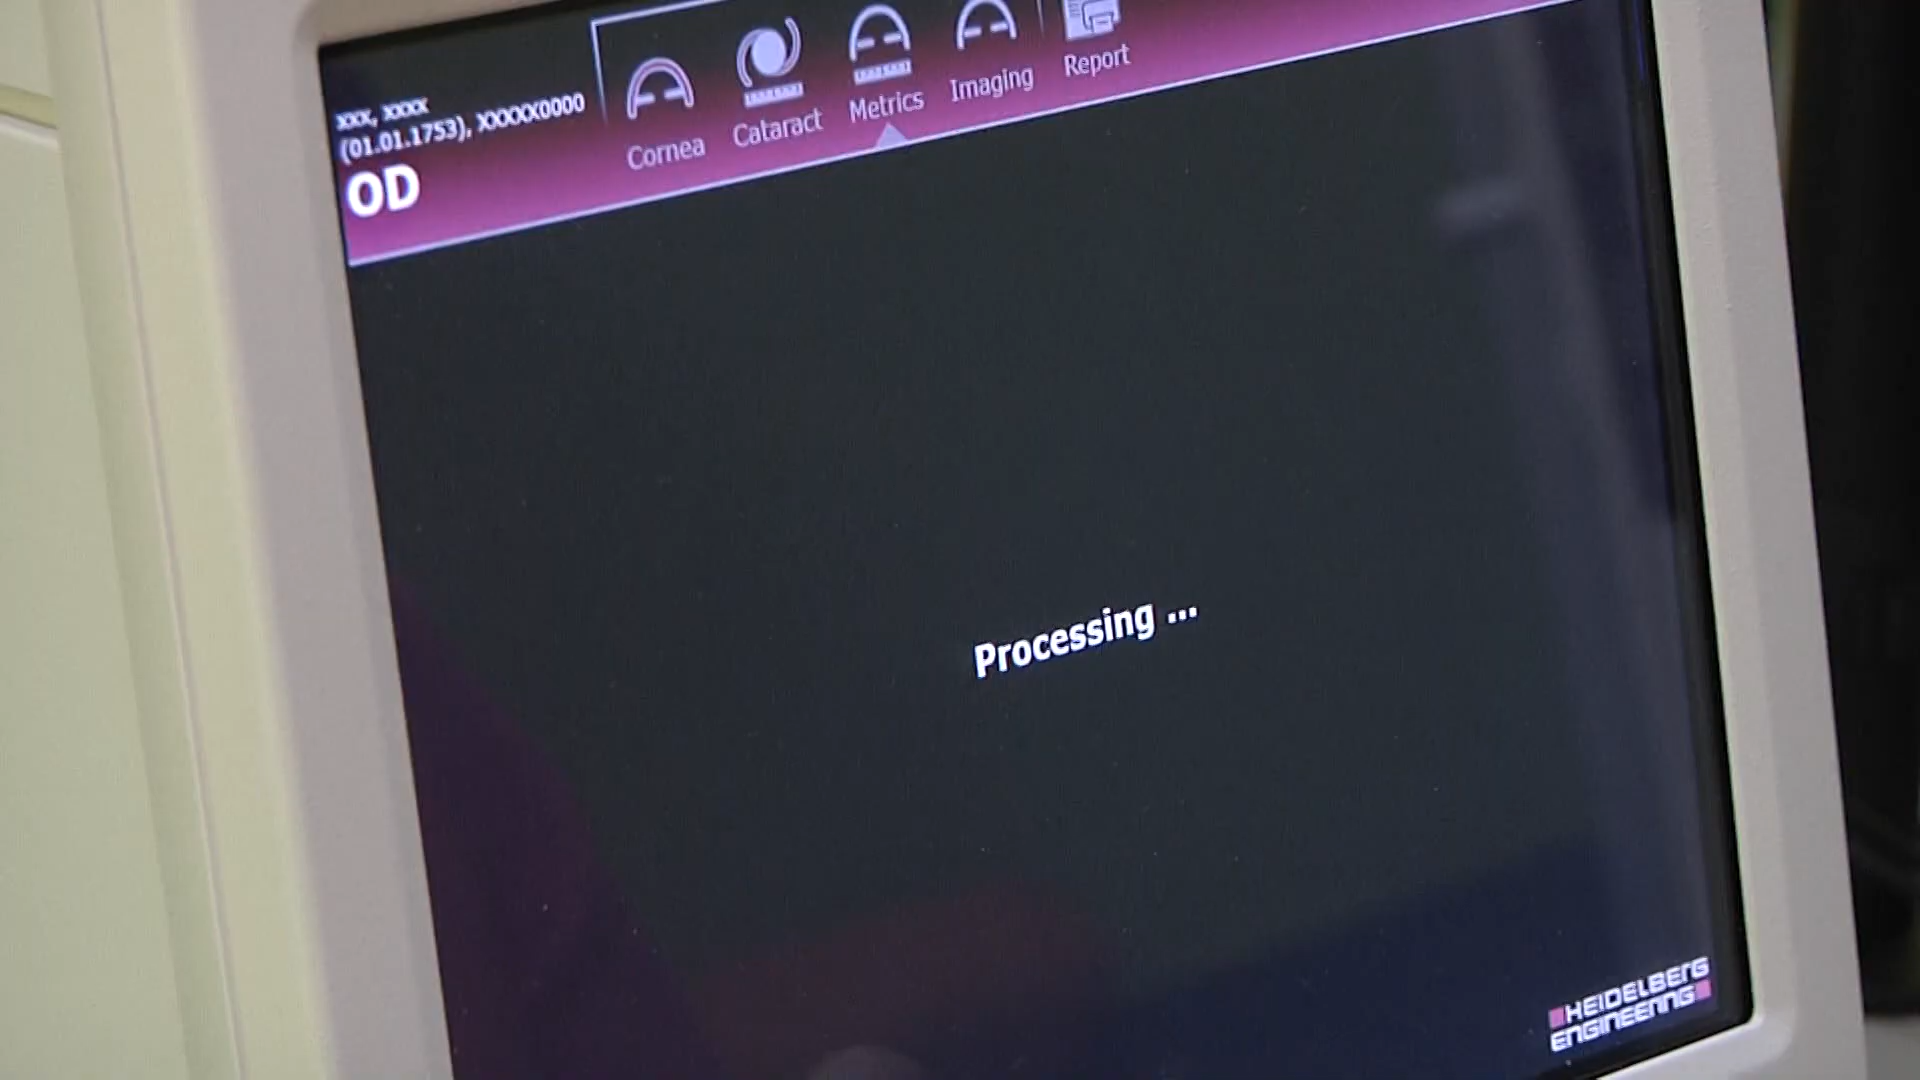 xxx, xxxx
(01.01.1753), XXXXX0000
OD
Cornea
Cataract
Metrics
Imaging
Report
Processing ...
HEIDELBERG
ENGINEERING